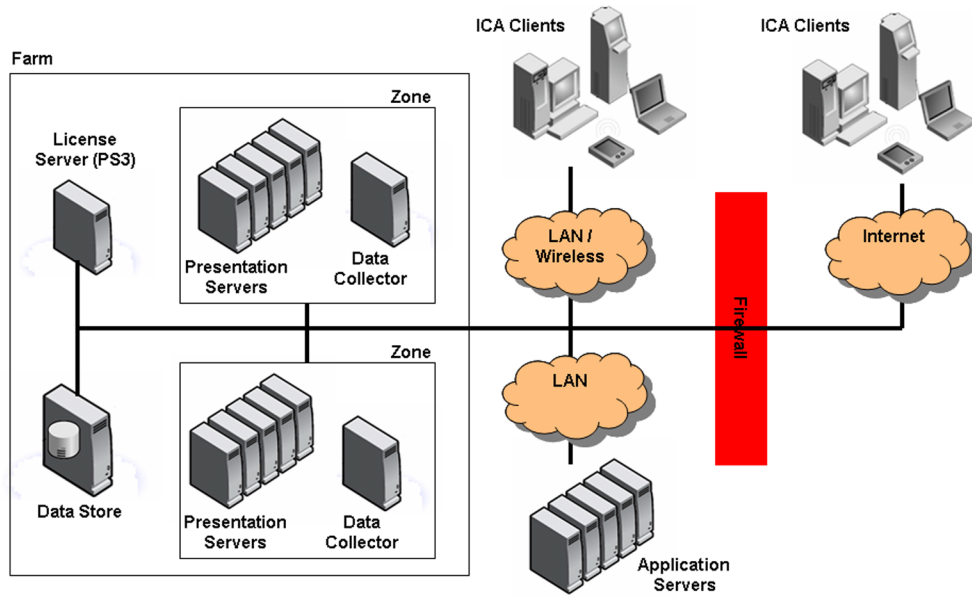 ICA Clients
ICA Clients
Farm
Zone
License
Server (PS3)
Presentation
Servers
Data
Collector
LAN /
Wireless
Internet
Firewall
Zone
LAN
Data Store
Presentation
Servers
Data
Collector
Application
Servers